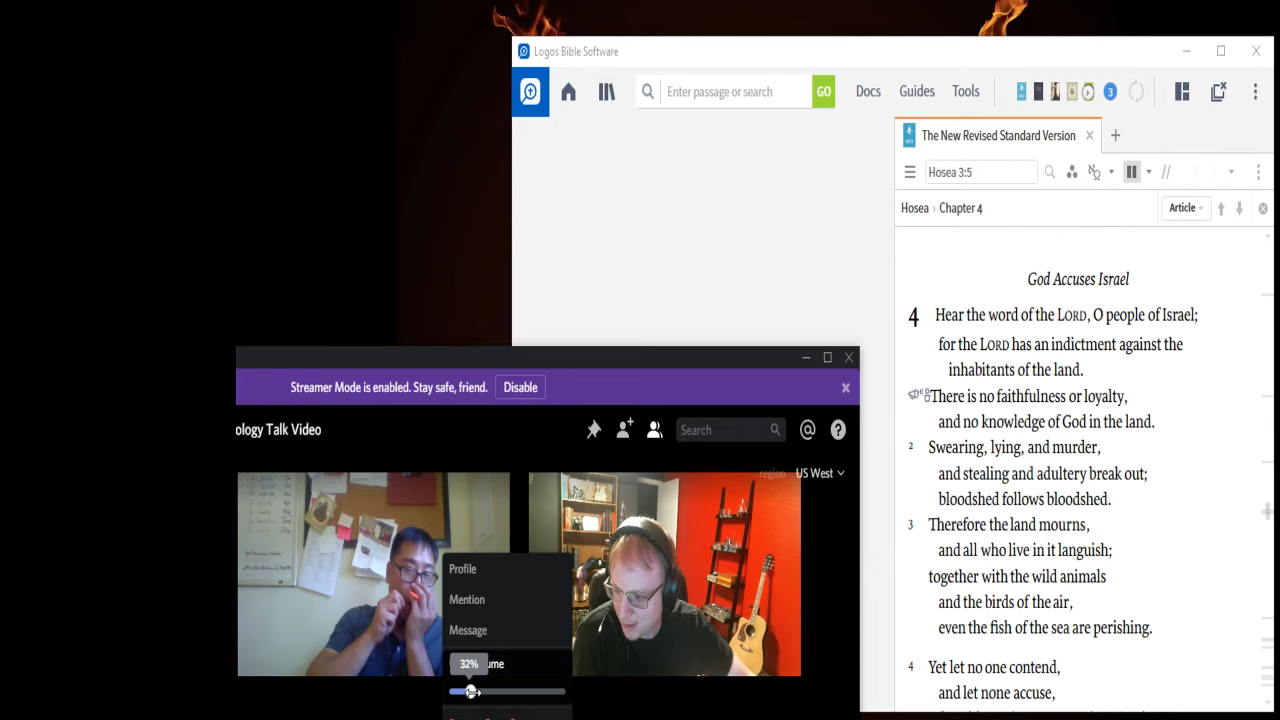 Logos Bible Software
Enter passage or search
GO
Docs
Guides
Tools
3
The New Revised Standard Version
Hosea 3:5
Hosea › Chapter 4
Article
God Accuses Israel
4 Hear the word of the LORD, O people of Israel;
for the LORD has an indictment against the
inhabitants of the land.
There is no faithfulness or loyalty,
and no knowledge of God in the land.
2 Swearing, lying, and murder,
and stealing and adultery break out;
bloodshed follows bloodshed.
3 Therefore the land mourns,
and all who live in it languish;
together with the wild animals
and the birds of the air,
even the fish of the sea are perishing.
4 Yet let no one contend,
and let none accuse,
Streamer Mode is enabled. Stay safe, friend.
Disable
ology Talk Video
Search
region
US West
Profile
Mention
Message
32%
ume